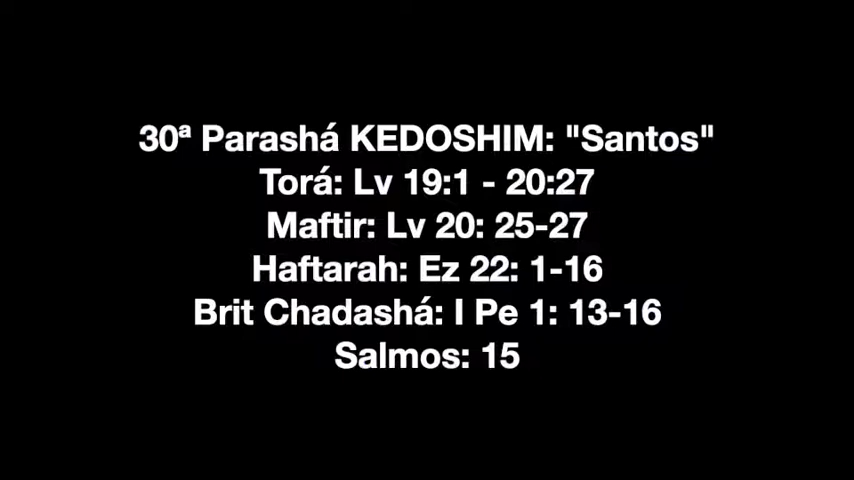 30ª Parashá KEDOSHIM: "Santos"
Torá: Lv 19:1 - 20:27
Maftir: Lv 20: 25-27
Haftarah: Ez 22: 1-16
Brit Chadashá: I Pe 1: 13-16
Salmos: 15